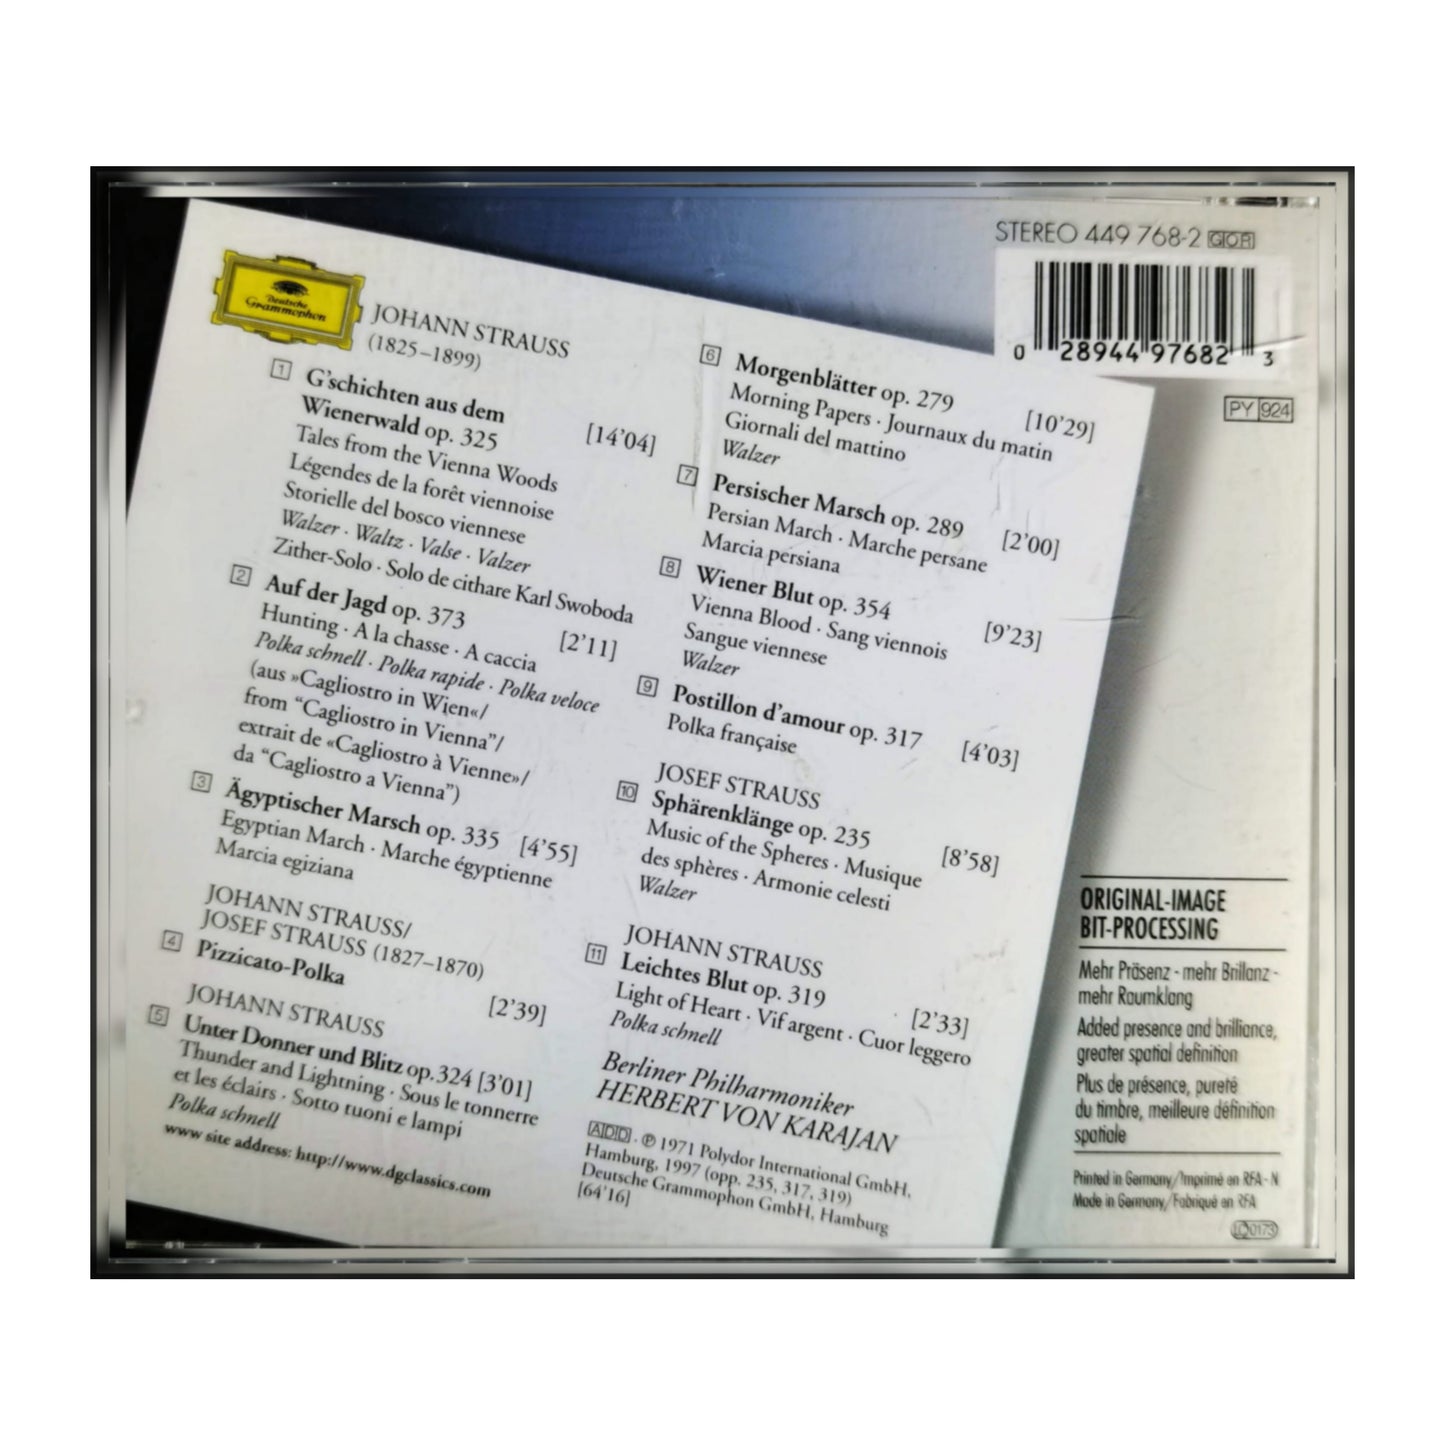 Deutsche
Grammophon
JOHANN STRAUSS
(1825–1899)
1 G'schichten aus dem
Wienerwald op. 325 [14'04]
Tales from the Vienna Woods
Légendes de la forêt viennoise
Storielle del bosco viennese
Walzer · Waltz · Valse · Valzer
Zither-Solo · Solo de cithare Karl Swoboda
2 Auf der Jagd op. 373 [2'11]
Hunting · A la chasse · A caccia
Polka schnell · Polka rapide · Polka veloce
(aus »Cagliostro in Wien«/
from “Cagliostro in Vienna”/
extrait de «Cagliostro à Vienne»/
da “Cagliostro a Vienna”)
3 Ägyptischer Marsch op. 335 [4'55]
Egyptian March · Marche égyptienne
Marcia egiziana
JOHANN STRAUSS/
JOSEF STRAUSS (1827–1870)
4 Pizzicato-Polka [2'39]
JOHANN STRAUSS
5 Unter Donner und Blitz op.324 [3'01]
Thunder and Lightning · Sous le tonnerre
et les éclairs · Sotto tuoni e lampi
Polka schnell
www site address: http://www.dgclassics.com
6 Morgenblätter op. 279 [10'29]
Morning Papers · Journaux du matin
Giornali del mattino
Walzer
7 Persischer Marsch op. 289 [2'00]
Persian March · Marche persane
Marcia persiana
8 Wiener Blut op. 354 [9'23]
Vienna Blood · Sang viennois
Sangue viennese
Walzer
9 Postillon d'amour op. 317 [4'03]
Polka française
JOSEF STRAUSS
10 Sphärenklänge op. 235 [8'58]
Music of the Spheres · Musique
des sphères · Armonie celesti
Walzer
JOHANN STRAUSS
11 Leichtes Blut op. 319 [2'33]
Light of Heart · Vif argent · Cuor leggero
Polka schnell
Berliner Philharmoniker
HERBERT VON KARAJAN
ADD · ℗ 1971 Polydor International GmbH,
Hamburg, 1997 (opp. 235, 317, 319)
Deutsche Grammophon GmbH, Hamburg
[64'16]
STEREO 449 768-2 GOR
0 28944 97682 3
PY 924
ORIGINAL-IMAGE
BIT-PROCESSING
Mehr Präsenz - mehr Brillanz -
mehr Raumklang
Added presence and brilliance,
greater spatial definition
Plus de présence, pureté
du timbre, meilleure définition
spatiale
Printed in Germany/Imprimé en RFA - N
Made in Germany/Fabriqué en RFA
LC 0173